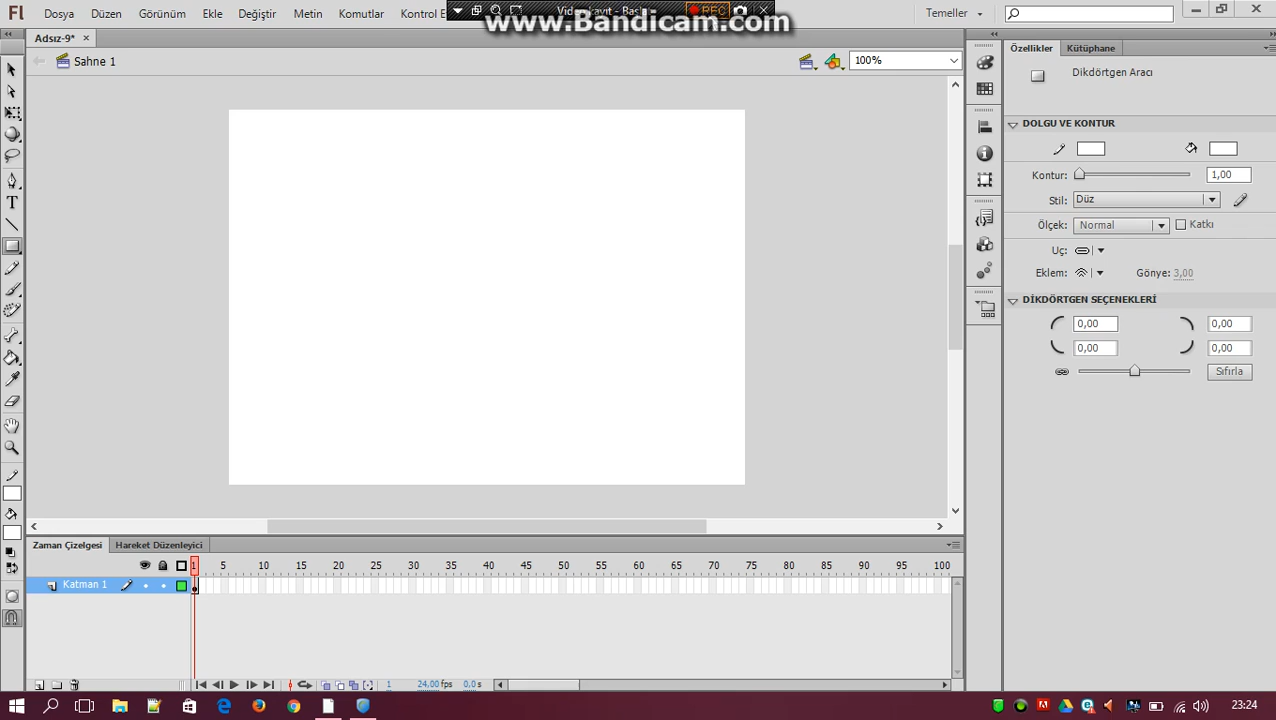 Fl Dosya Düzen Görünüm Ekle Değiştir Metin Komutlar Kontrol
REC
www.Bandicam.com
Temeller
Adsız-9*
Sahne 1
100%
Özellikler Kütüphane
Dikdörtgen Aracı
DOLGU VE KONTUR
Kontur: 1,00
Stil: Düz
Ölçek: Normal Katkı
Uç:
Eklem: Gönye: 3,00
DİKDÖRTGEN SEÇENEKLERİ
0,00 0,00
0,00 0,00
Sıfırla
Zaman Çizelgesi Hareket Düzenleyici
1 5 10 15 20 25 30 35 40 45 50 55 60 65 70 75 80 85 90 95 100
Katman 1
1 24,00 fps 0,0 s
23:24